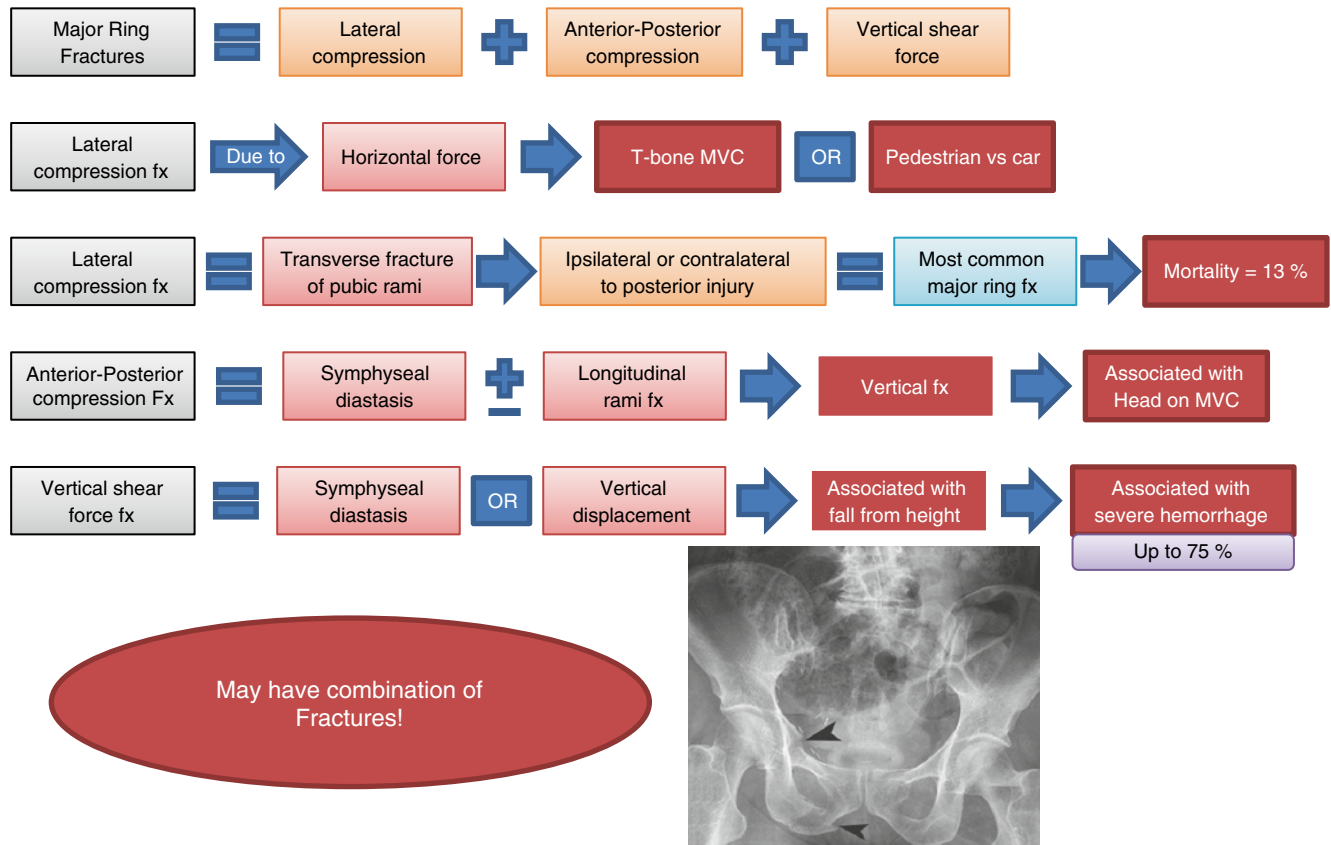 Major Ring
Fractures
Lateral
compression
Anterior-Posterior
compression
Vertical shear
force
Lateral
compression fx
Due to
Horizontal force
T-bone MVC
OR
Pedestrian vs car
Lateral
compression fx
Transverse fracture
of pubic rami
Ipsilateral or contralateral
to posterior injury
Most common
major ring fx
Mortality = 13 %
Anterior-Posterior
compression Fx
Symphyseal
diastasis
Longitudinal
rami fx
Vertical fx
Associated with
Head on MVC
Vertical shear
force fx
Symphyseal
diastasis
OR
Vertical
displacement
Associated with
fall from height
Associated with
severe hemorrhage
Up to 75 %
May have combination of
Fractures!